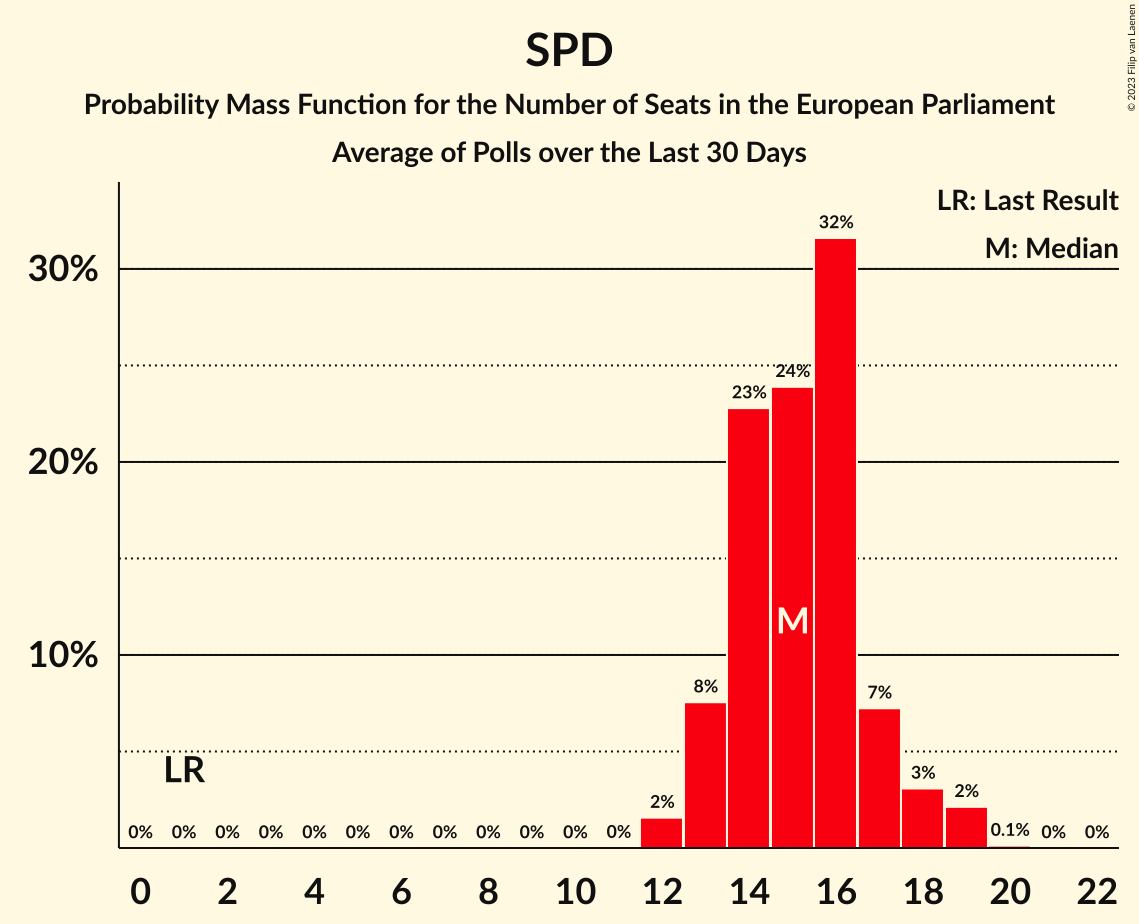 SPD
Probability Mass Function for the Number of Seats in the European Parliament
Average of Polls over the Last 30 Days
© 2023 Filip van Laenen
LR: Last Result
M: Median
30%
20%
10%
0% 0% 0% 0% 0% 0% 0% 0% 0% 0% 0% 0% 2% 8% 23% 24% 32% 7% 3% 2% 0.1% 0% 0%
LR
M
0 2 4 6 8 10 12 14 16 18 20 22